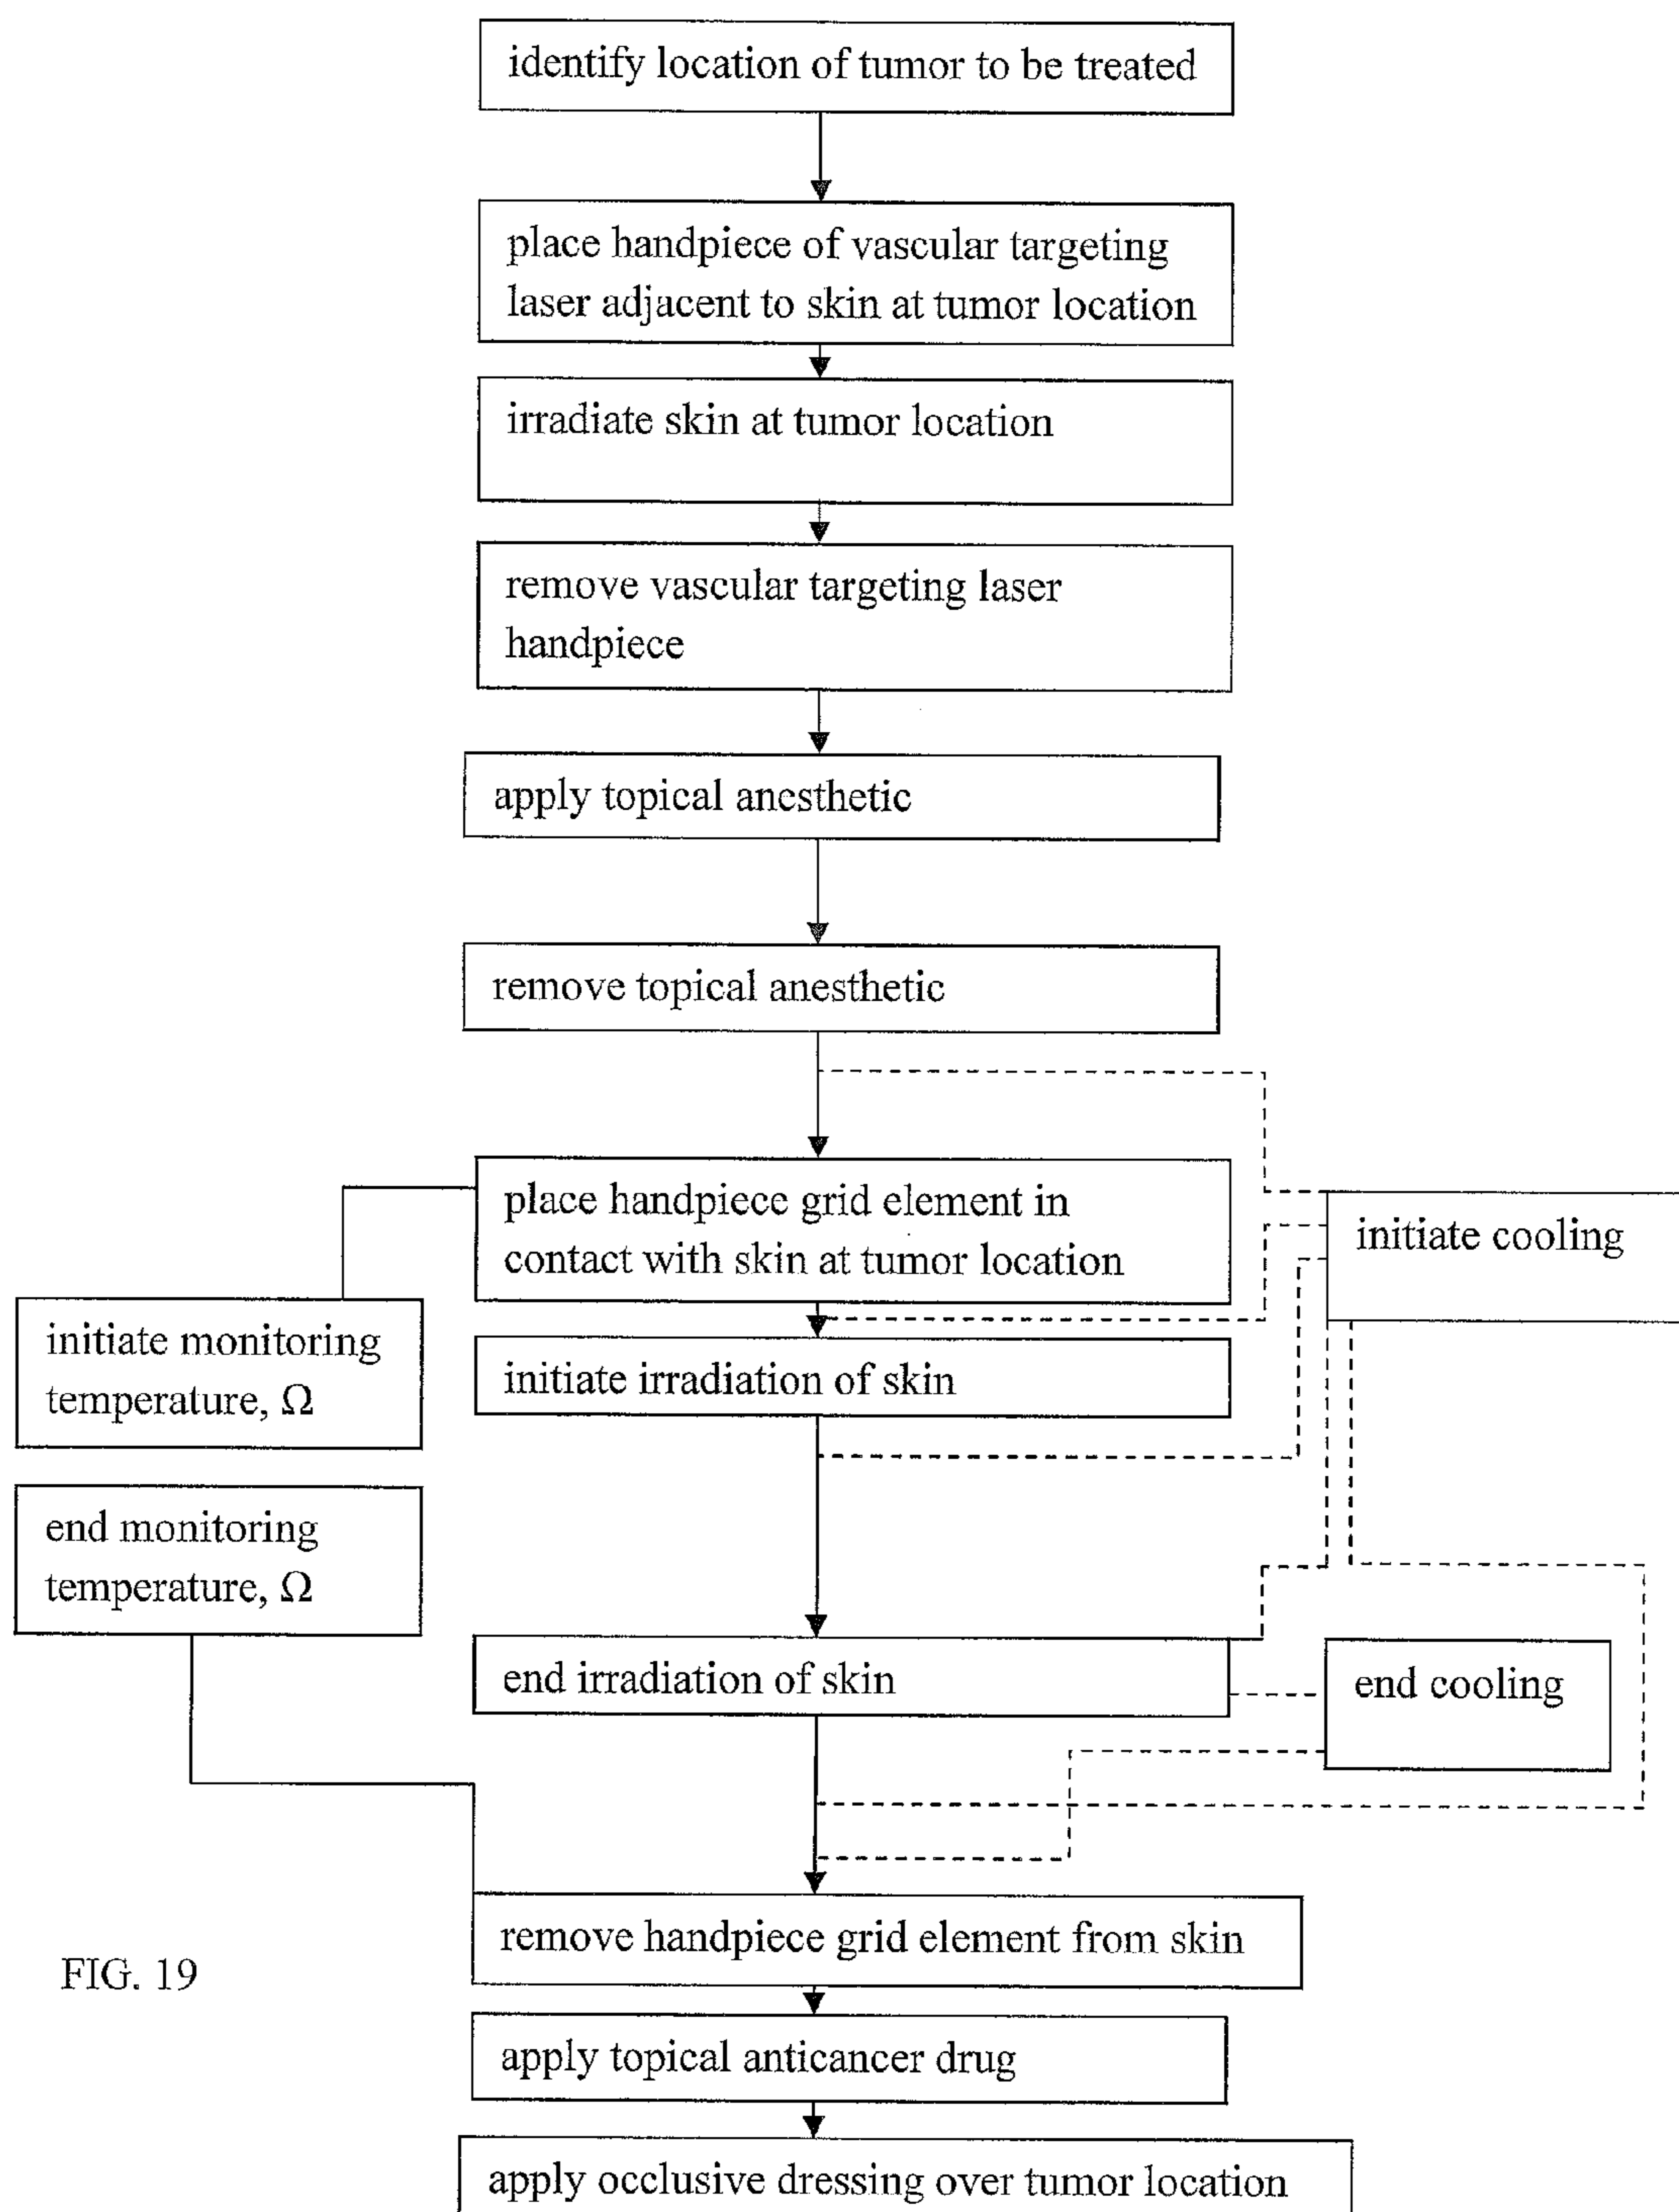 identify location of tumor to be treated
place handpiece of vascular targeting
laser adjacent to skin at tumor location
irradiate skin at tumor location
remove vascular targeting laser
handpiece
apply topical anesthetic
remove topical anesthetic
place handpiece grid element in
contact with skin at tumor location
initiate cooling
initiate monitoring
temperature, Ω
initiate irradiation of skin
end monitoring
temperature, Ω
end irradiation of skin
end cooling
remove handpiece grid element from skin
FIG. 19
apply topical anticancer drug
apply occlusive dressing over tumor location